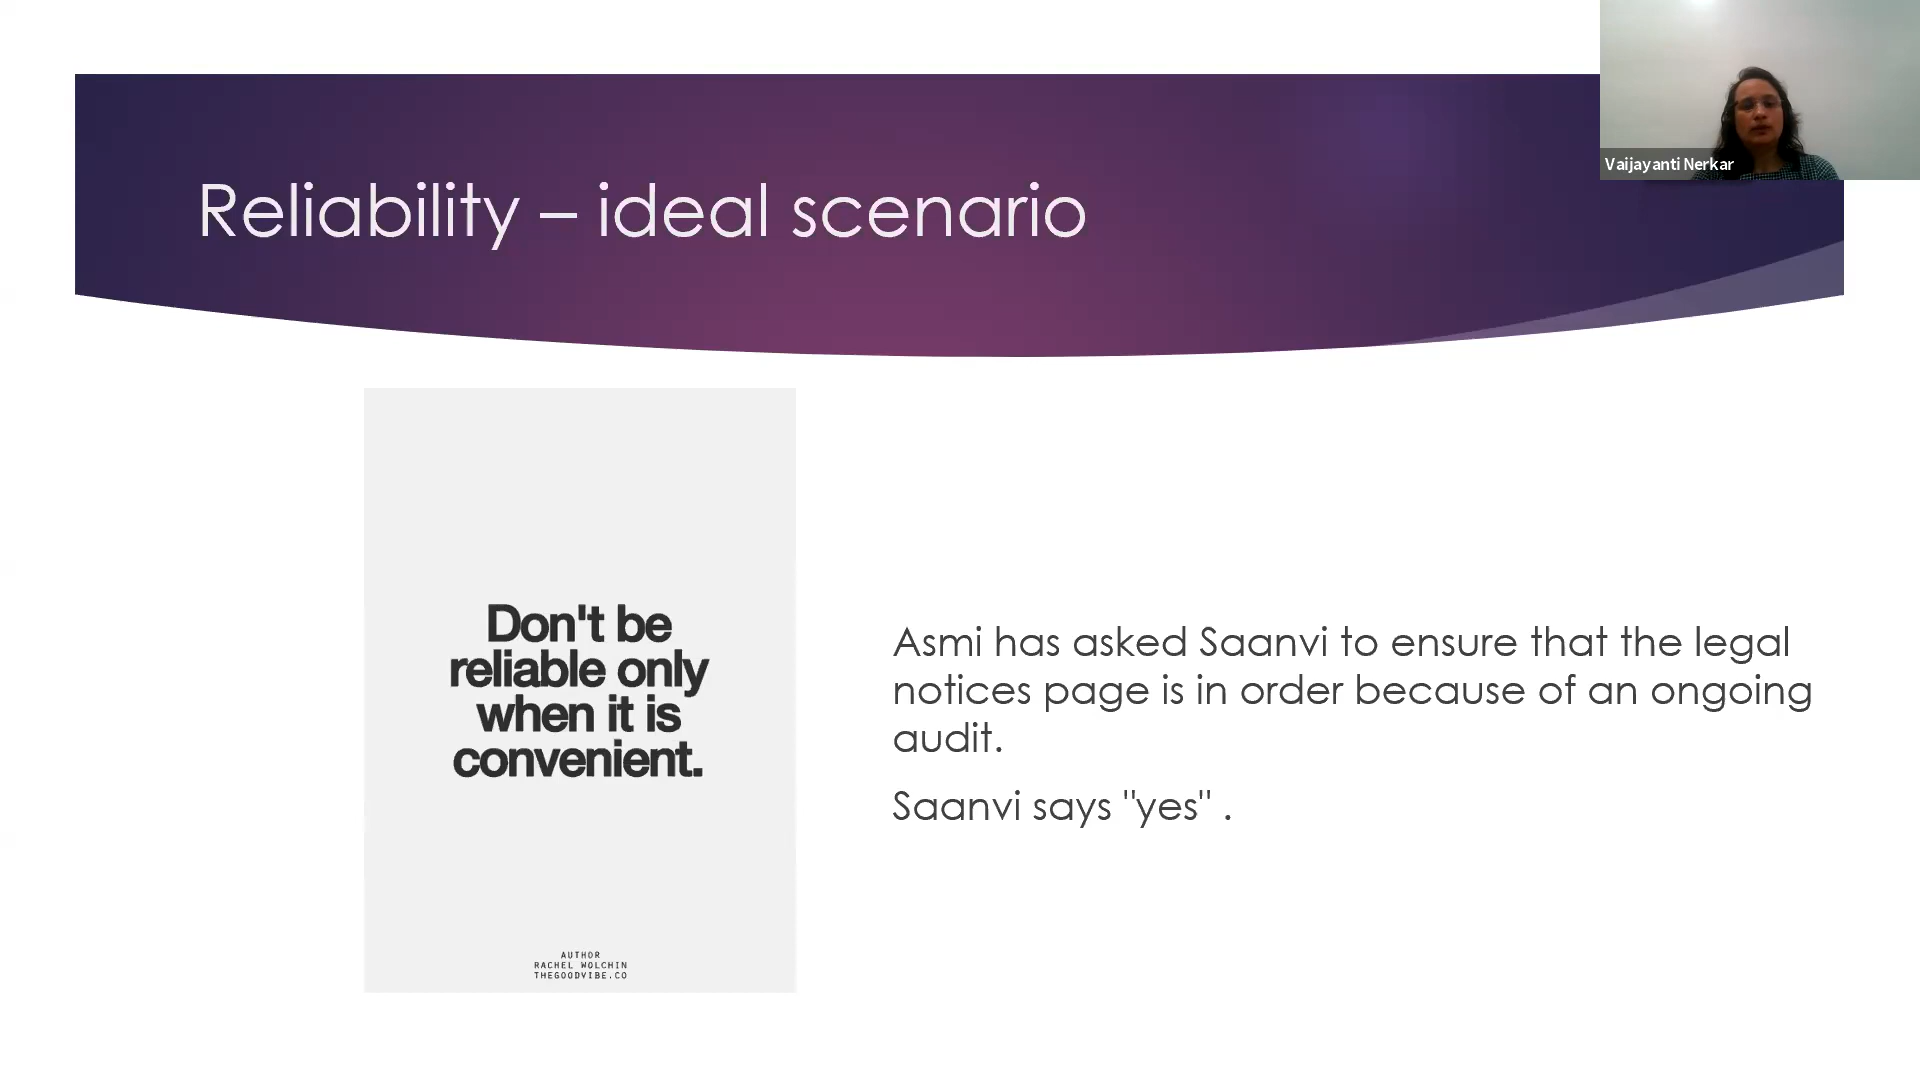 Reliability – ideal scenario
Vaijayanti Nerkar
Don't be
reliable only
when it is
convenient.
AUTHOR
RACHEL WOLCHIN
THEGOODVIBE.CO
Asmi has asked Saanvi to ensure that the legal
notices page is in order because of an ongoing
audit.
Saanvi says "yes" .